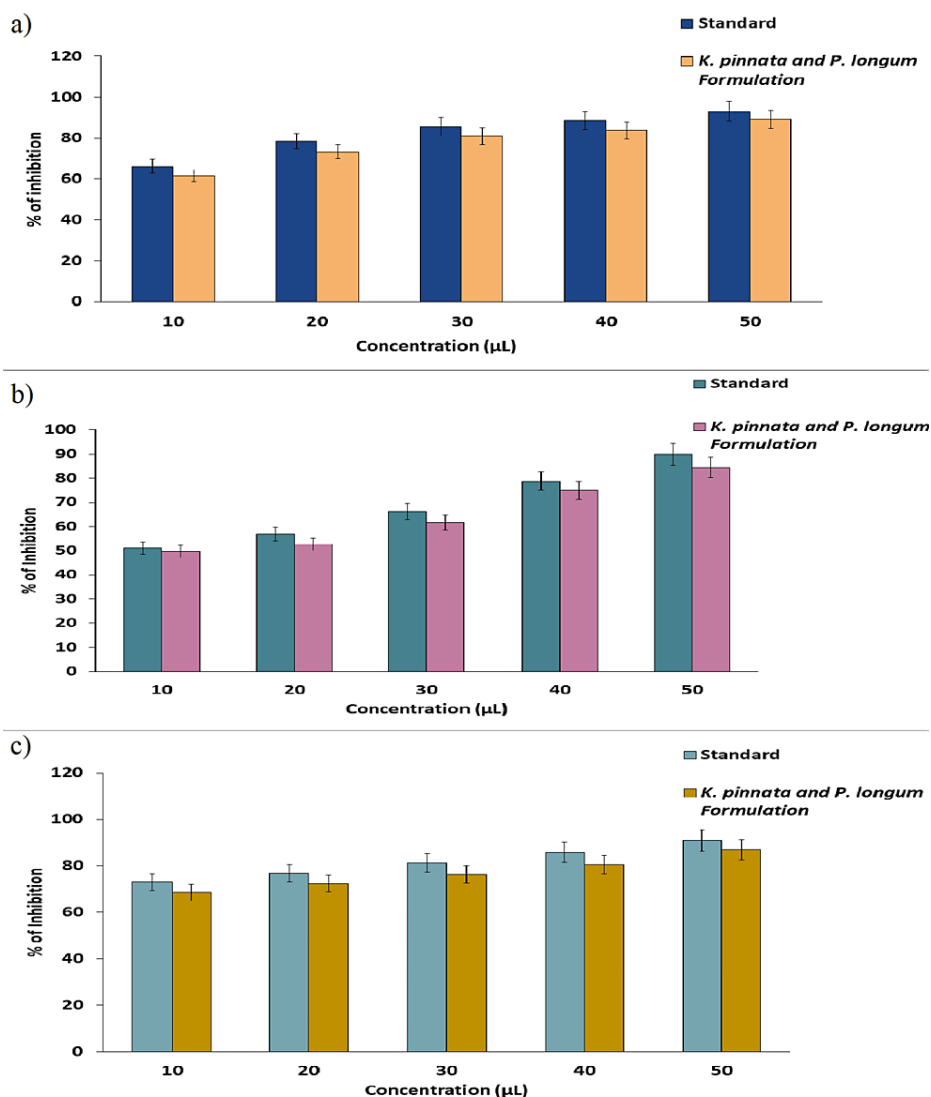 a)
Standard
K. pinnata and P. longum
Formulation
120
100
80
60
40
20
0
% of inhibition
10 20 30 40 50
Concentration (µL)
b)
Standard
K. pinnata and P. longum
Formulation
100
90
80
70
60
50
40
30
20
10
0
% of Inhibition
10 20 30 40 50
Concentration (µL)
c)
Standard
K. pinnata and P. longum
Formulation
120
100
80
60
40
20
0
% of Inhibition
10 20 30 40 50
Concentration (µL)